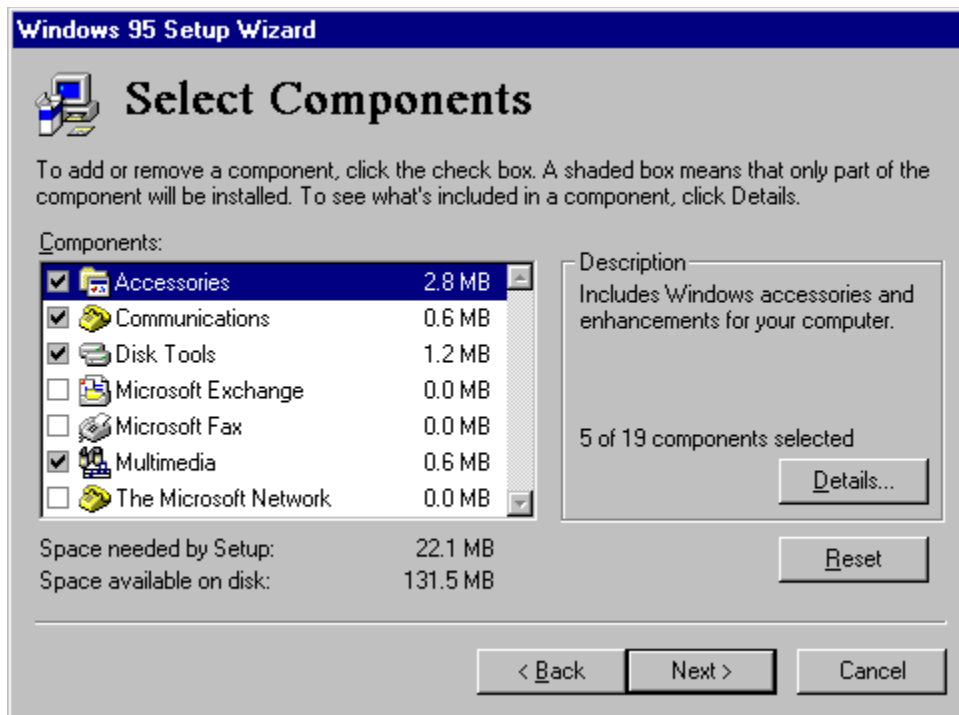 Windows 95 Setup Wizard
Select Components
To add or remove a component, click the check box. A shaded box means that only part of the
component will be installed. To see what's included in a component, click Details.
Components:
Accessories 2.8 MB
Communications 0.6 MB
Disk Tools 1.2 MB
Microsoft Exchange 0.0 MB
Microsoft Fax 0.0 MB
Multimedia 0.6 MB
The Microsoft Network 0.0 MB
Description
Includes Windows accessories and
enhancements for your computer.
5 of 19 components selected
Details...
Space needed by Setup: 22.1 MB
Space available on disk: 131.5 MB
Reset
< Back Next > Cancel